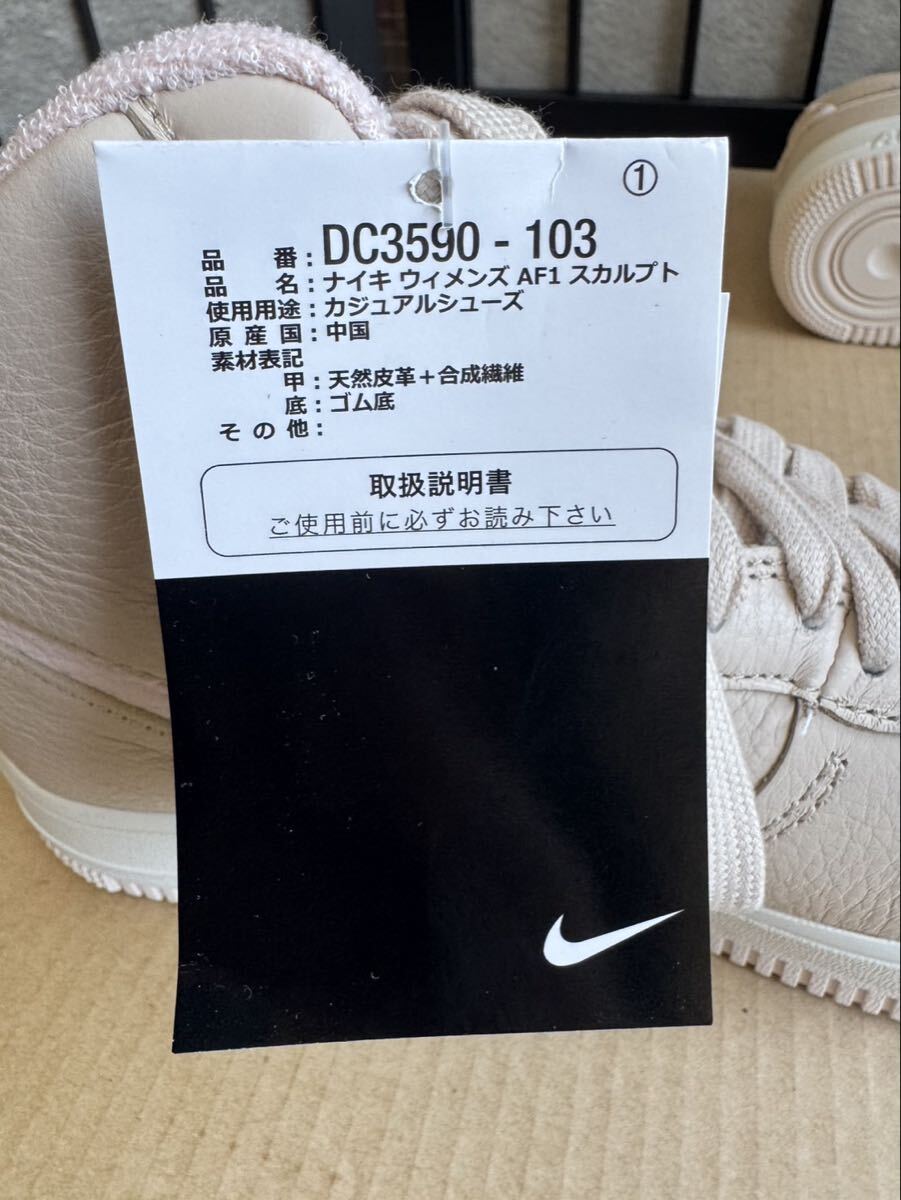 ①
品 番：DC3590 - 103
品 名：ナイキ ウィメンズ AF1 スカルプト
使用用途：カジュアルシューズ
原 産 国：中国
素材表記
甲：天然皮革＋合成繊維
底：ゴム底
そ の 他：
取扱説明書
ご使用前に必ずお読み下さい